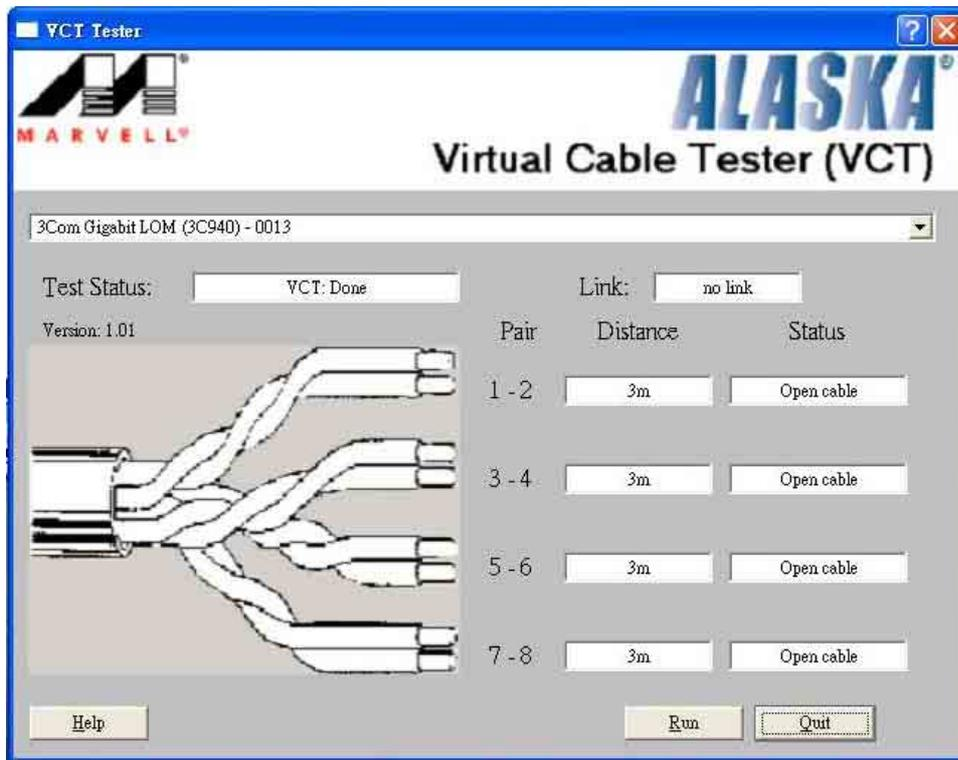 VCT Tester
MARVELL®
ALASKA®
Virtual Cable Tester (VCT)
3Com Gigabit LOM (3C940) - 0013
Test Status: VCT: Done Link: no link
Version: 1.01
Pair Distance Status
1 - 2 3m Open cable
3 - 4 3m Open cable
5 - 6 3m Open cable
7 - 8 3m Open cable
Help Run Quit